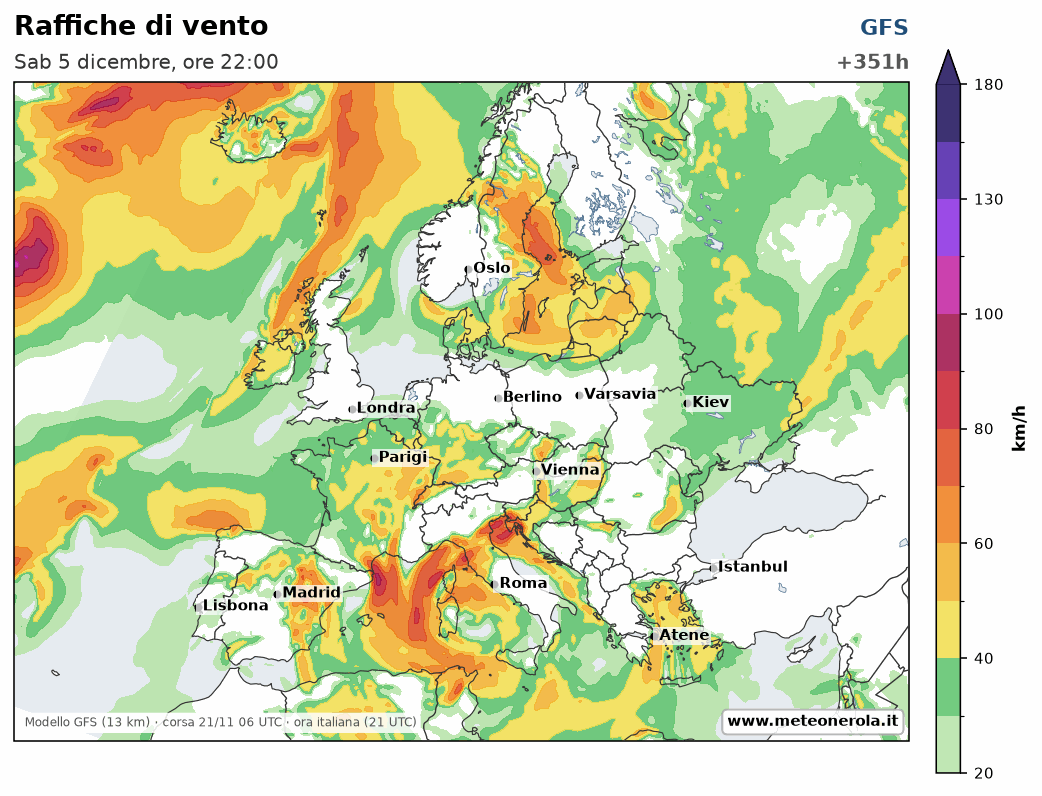 Raffiche di vento
GFS
Sab 5 dicembre, ore 22:00
+351h
180
130
100
80
60
40
20
km/h
Oslo
Londra
Berlino
Varsavia
Kiev
Parigi
Vienna
Istanbul
Roma
Madrid
Lisbona
Atene
Modello GFS (13 km) · corsa 21/11 06 UTC · ora italiana (21 UTC)
www.meteonerola.it